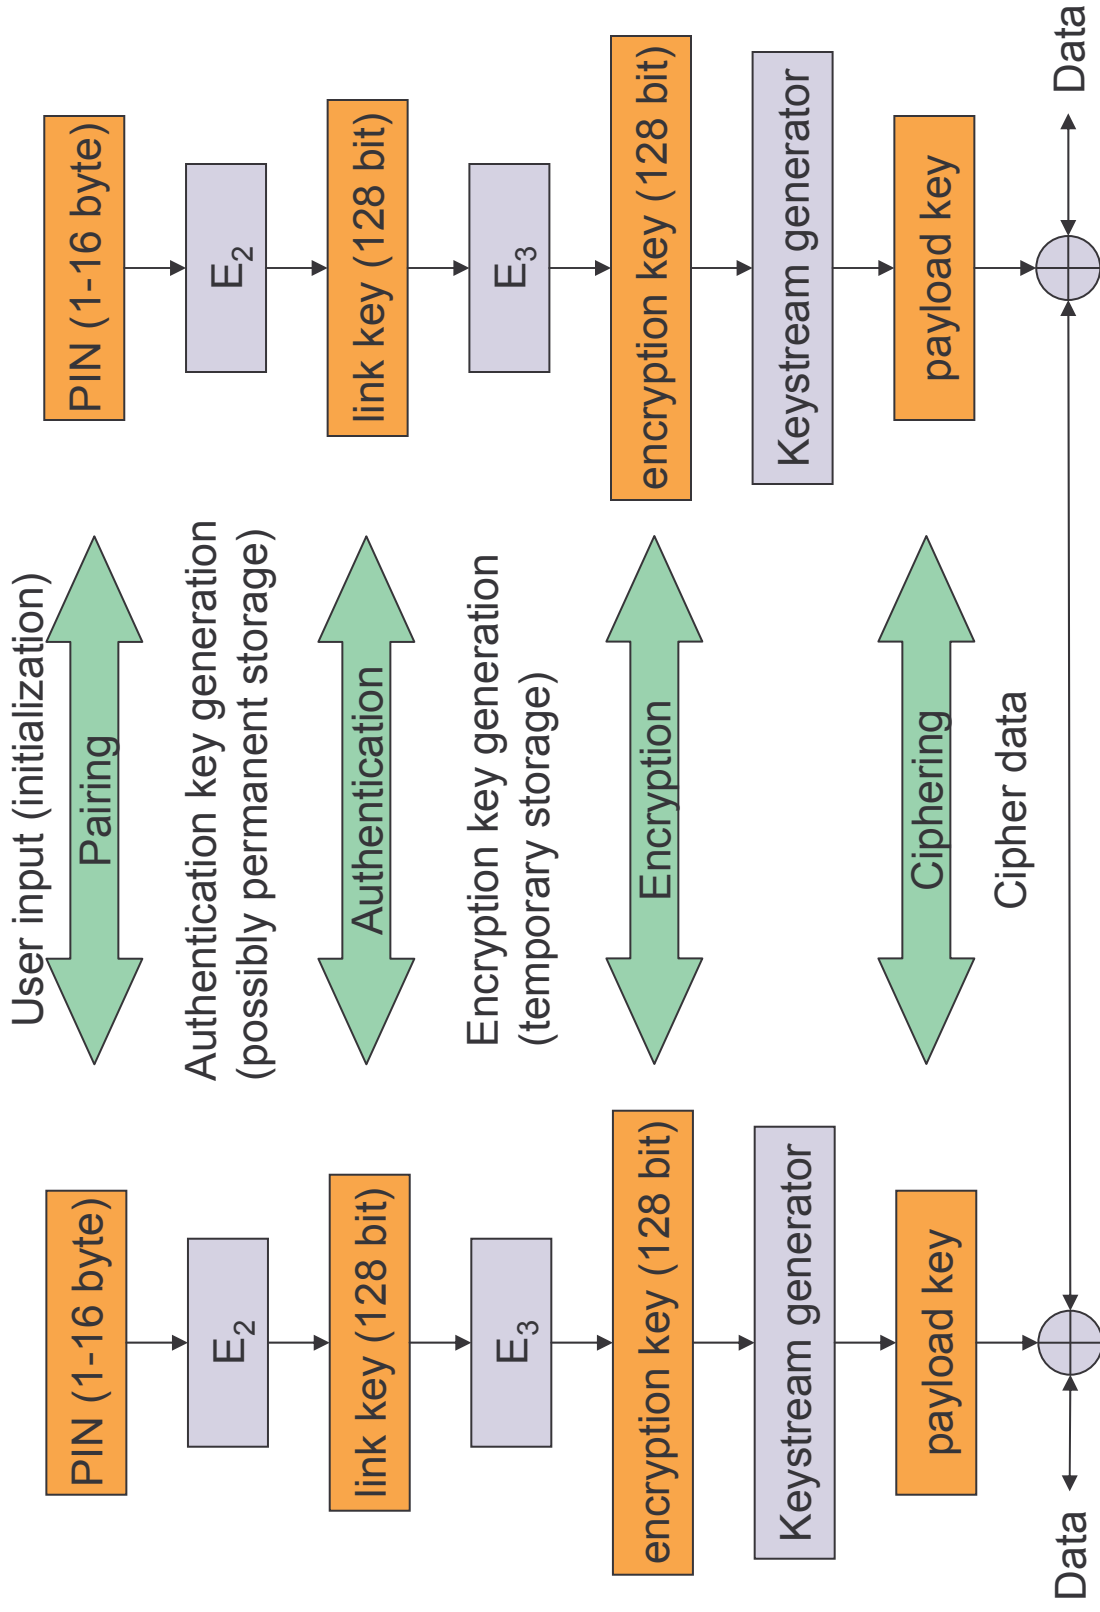 User input (initialization)
PIN (1-16 byte)
Pairing
PIN (1-16 byte)
E2
Authentication key generation
(possibly permanent storage)
E2
link key (128 bit)
Authentication
link key (128 bit)
E3
Encryption key generation
(temporary storage)
E3
encryption key (128 bit)
Encryption
encryption key (128 bit)
Keystream generator
Keystream generator
payload key
Ciphering
payload key
Cipher data
Data
Data